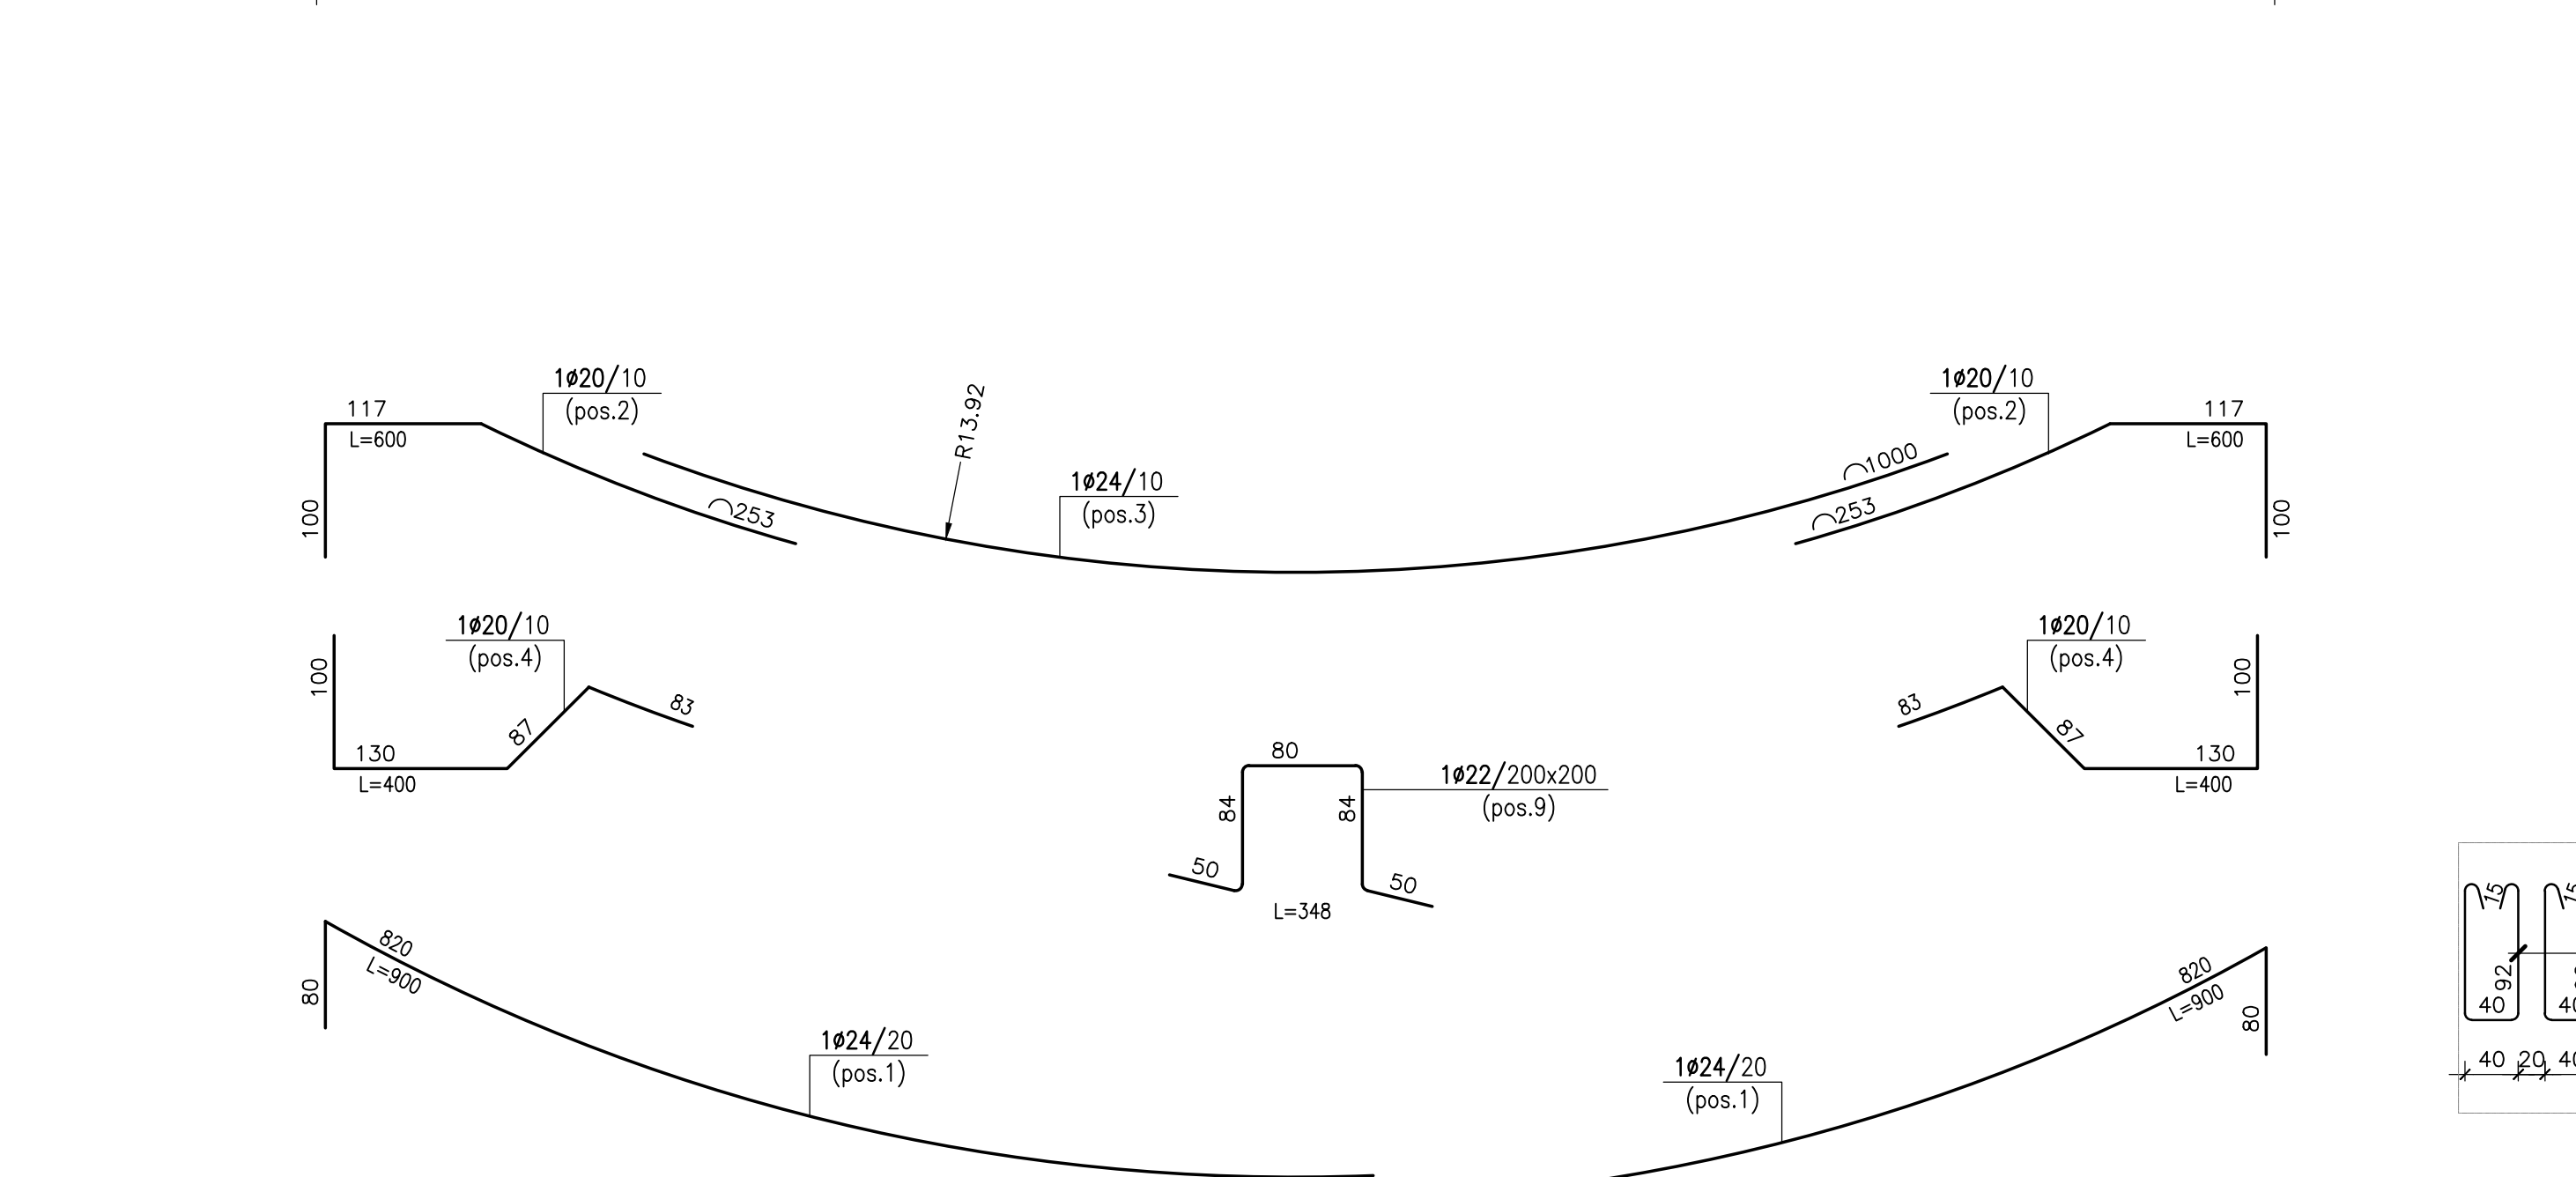 1ø20/10
(pos.2)
117
L=600
100
253
R13.92
1ø24/10
(pos.3)
1000
253
1ø20/10
(pos.2)
117
L=600
100
1ø20/10
(pos.4)
100
130
L=400
87
83
83
87
1ø20/10
(pos.4)
100
130
L=400
80
84
84
50
50
L=348
1ø22/200x200
(pos.9)
820
L=900
80
1ø24/20
(pos.1)
1ø24/20
(pos.1)
820
L=900
80
15
92
40
40 20